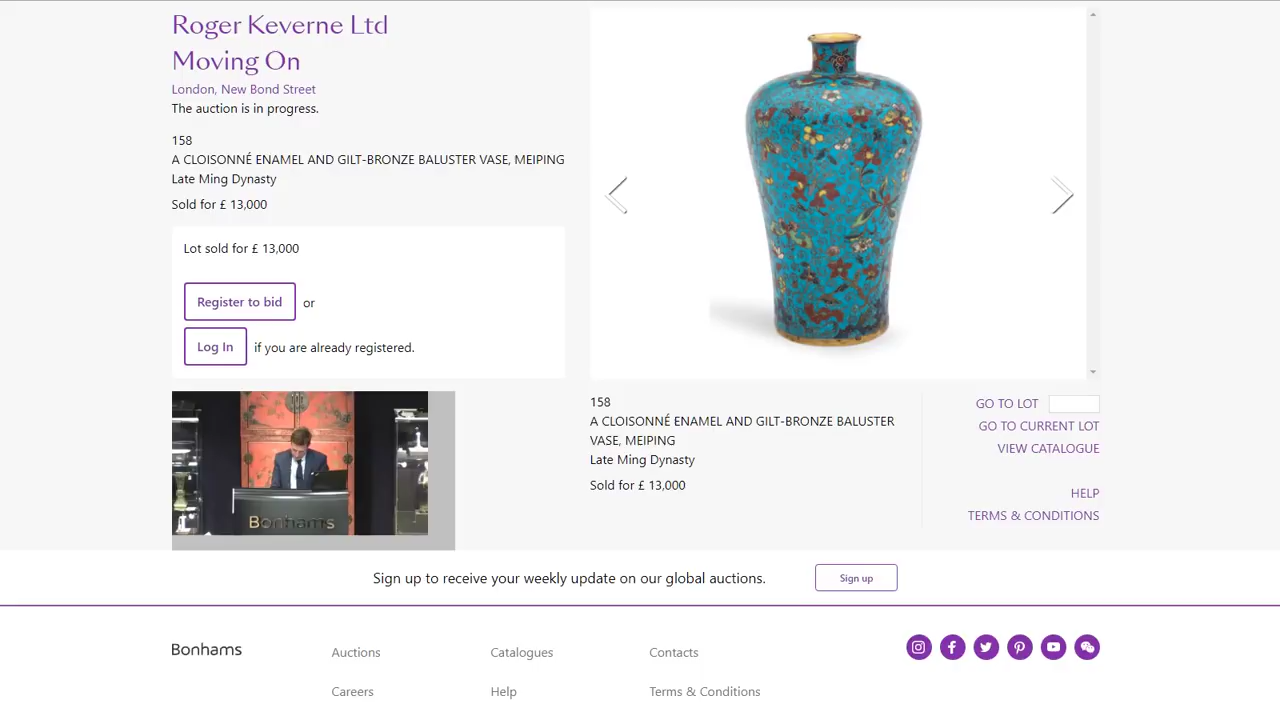 Roger Keverne Ltd
Moving On
London, New Bond Street
The auction is in progress.
158
A CLOISONNÉ ENAMEL AND GILT-BRONZE BALUSTER VASE, MEIPING
Late Ming Dynasty
Sold for £ 13,000
Lot sold for £ 13,000
Register to bid or
Log In if you are already registered.
Bonhams
158
A CLOISONNÉ ENAMEL AND GILT-BRONZE BALUSTER
VASE, MEIPING
Late Ming Dynasty
Sold for £ 13,000
GO TO LOT
GO TO CURRENT LOT
VIEW CATALOGUE
HELP
TERMS & CONDITIONS
Sign up to receive your weekly update on our global auctions. Sign up
Bonhams
Auctions
Catalogues
Contacts
Careers
Help
Terms & Conditions